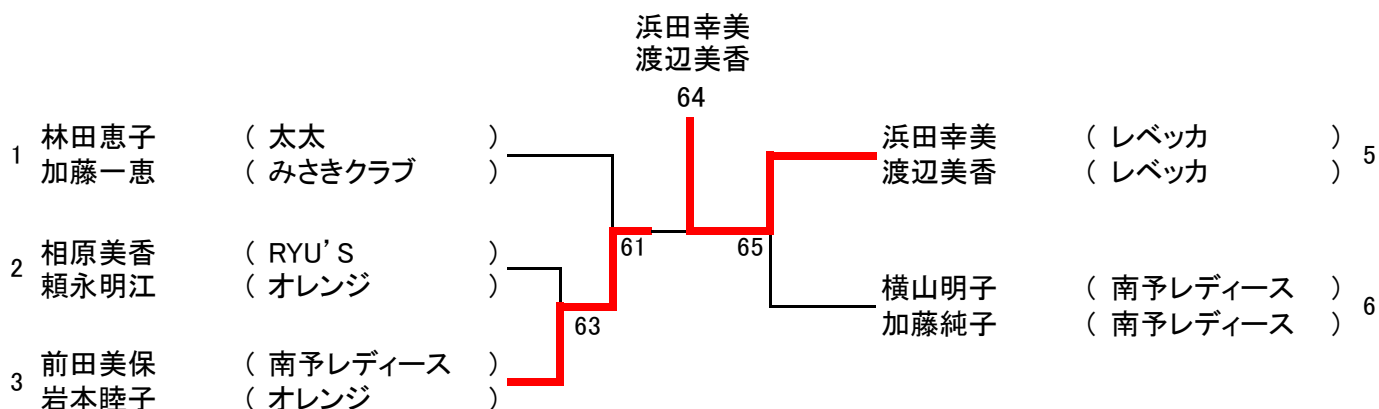 浜田幸美
渡辺美香
64
1 林田恵子 ( 太太 )
加藤一恵 ( みさきクラブ )
浜田幸美 ( レベッカ ) 5
渡辺美香 ( レベッカ )
2 相原美香 ( RYU'S )
頼永明江 ( オレンジ )
61
65
横山明子 ( 南予レディース ) 6
加藤純子 ( 南予レディース )
63
3 前田美保 ( 南予レディース )
岩本睦子 ( オレンジ )